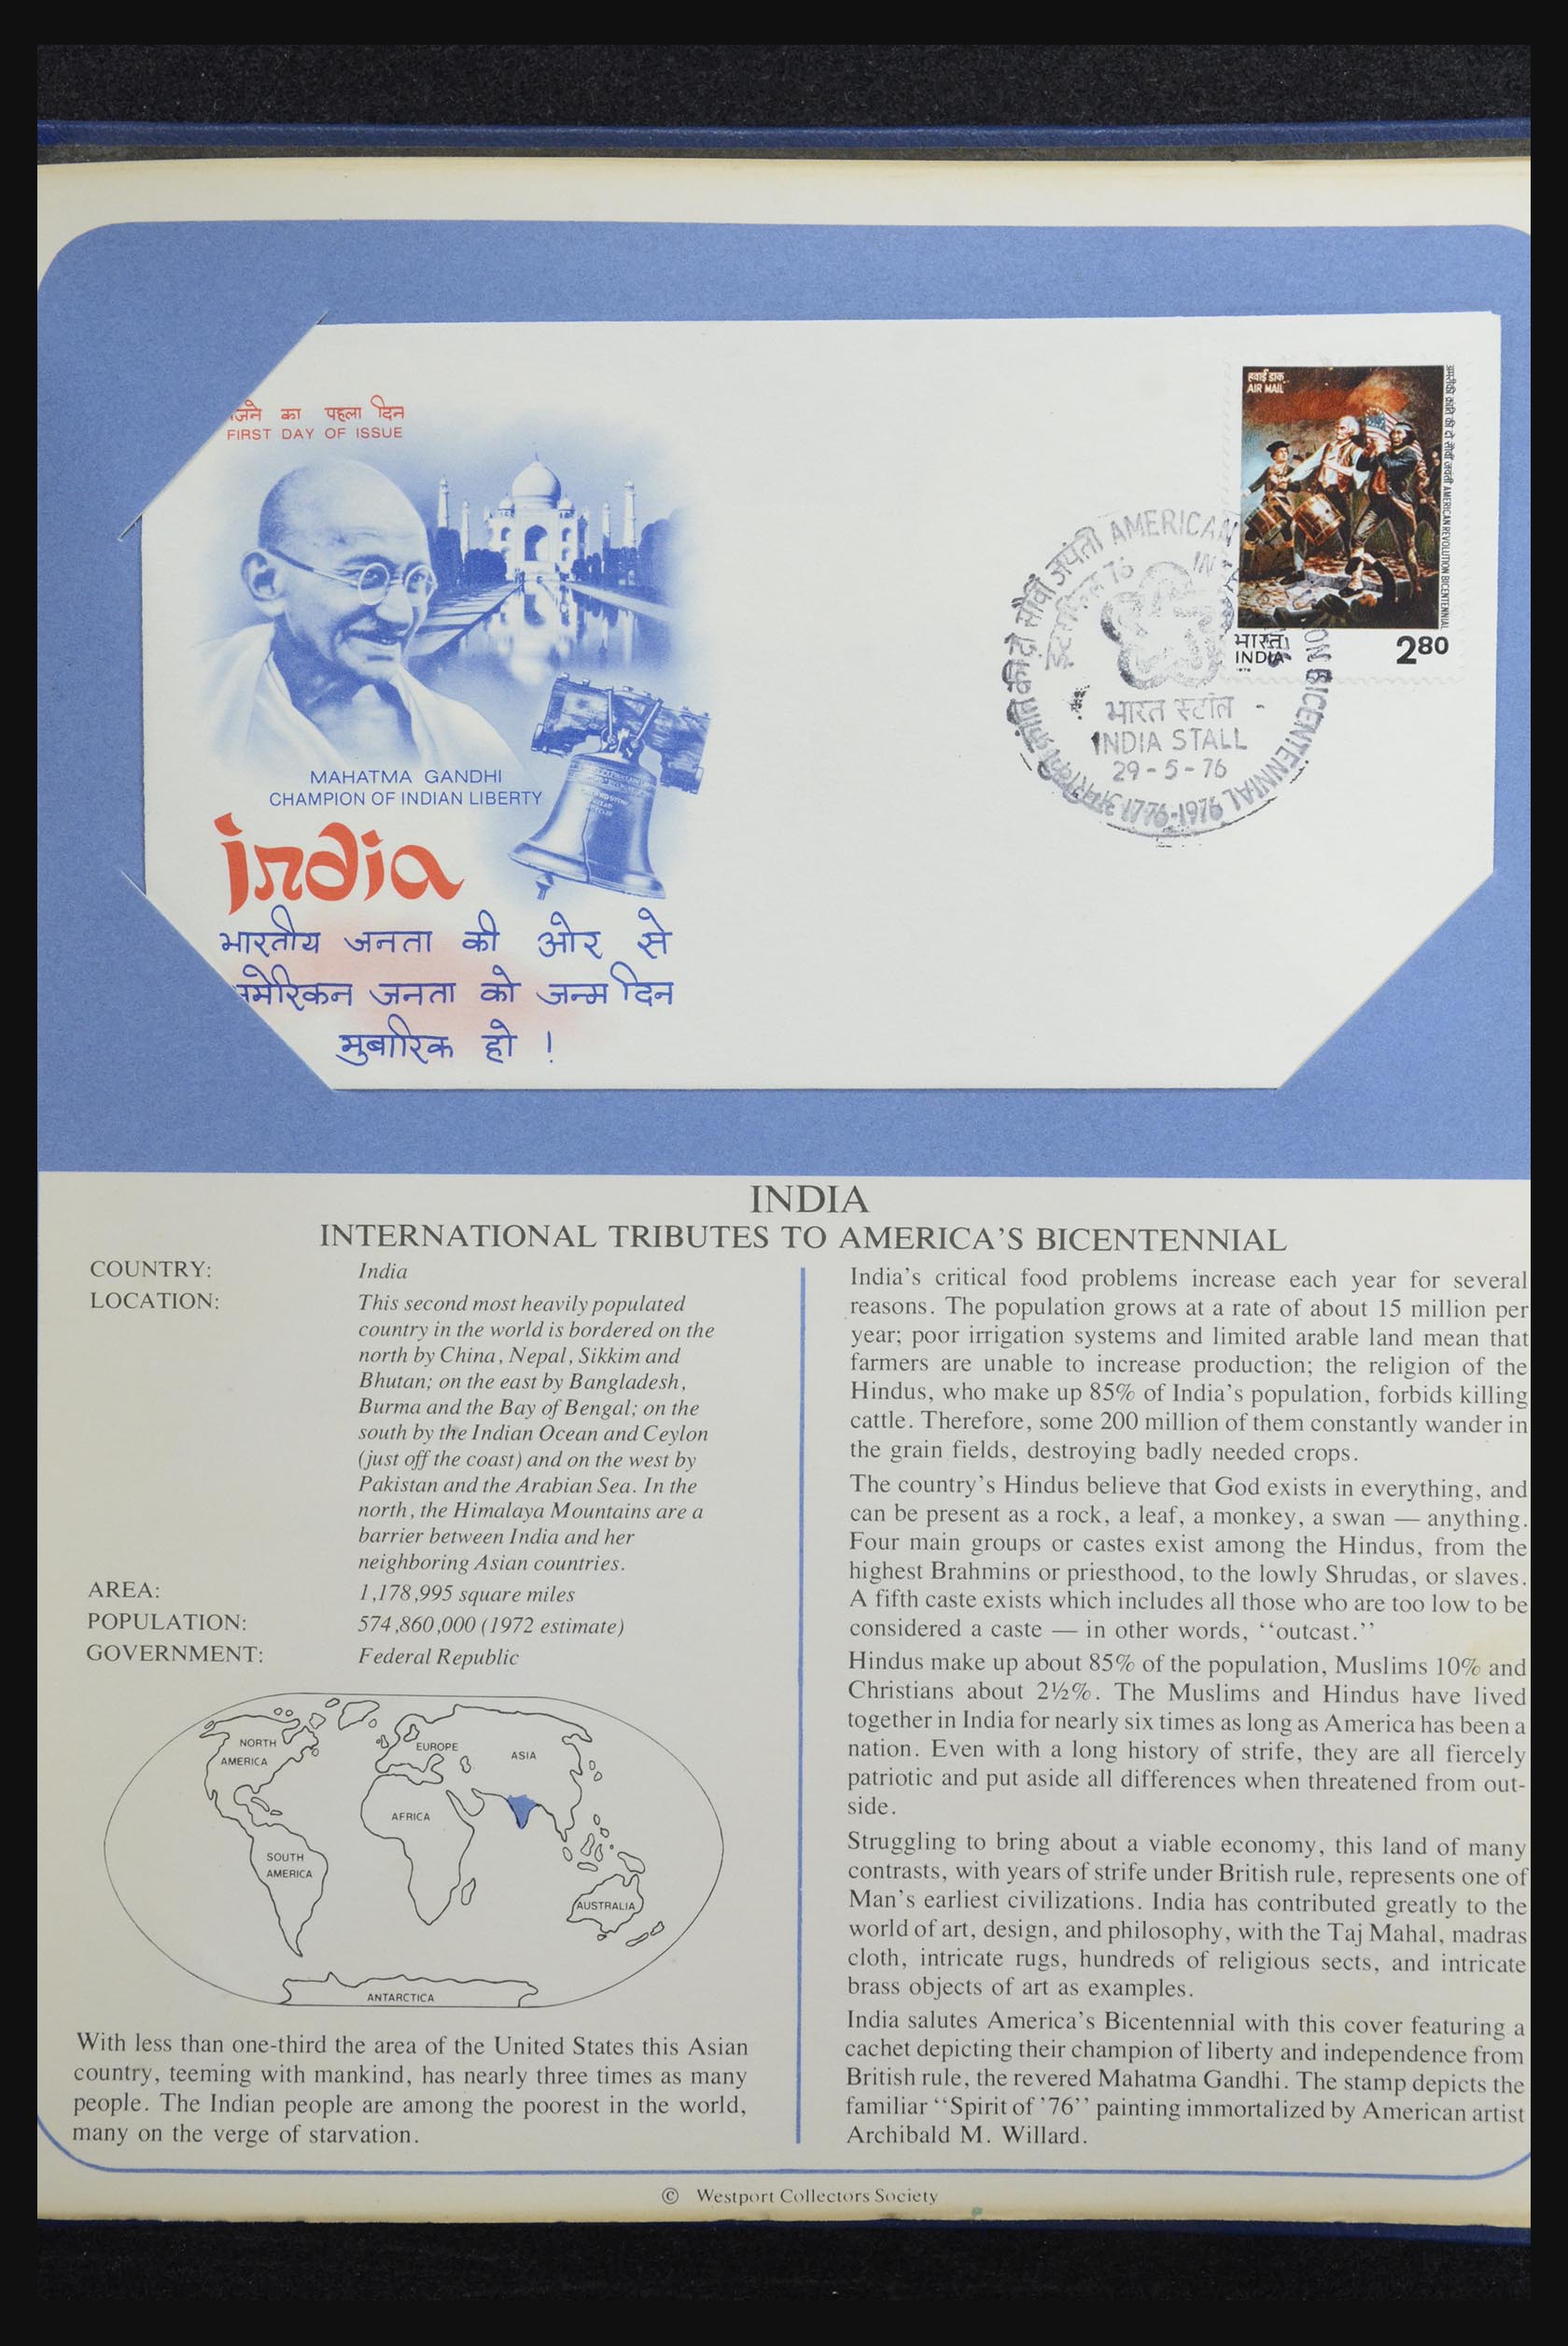 का पहला दिन
FIRST DAY OF ISSUE
MAHATMA GANDHI
CHAMPION OF INDIAN LIBERTY
india
भारतीय जनता की ओर से
जनता को जन्म दिन
मुबारिक हो !
हवाई डाक
AIR MAIL
AMERICAN REVOLUTION BICENTENNIAL
भारत
INDIA
280
AMERICAN
BICENTENNIAL
1776-1976
भारत स्टॉल
INDIA STALL
29-5-76
INDIA
INTERNATIONAL TRIBUTES TO AMERICA'S BICENTENNIAL
COUNTRY: India
LOCATION: This second most heavily populated
country in the world is bordered on the
north by China, Nepal, Sikkim and
Bhutan; on the east by Bangladesh,
Burma and the Bay of Bengal; on the
south by the Indian Ocean and Ceylon
(just off the coast) and on the west by
Pakistan and the Arabian Sea. In the
north, the Himalaya Mountains are a
barrier between India and her
neighboring Asian countries.
AREA: 1,178,995 square miles
POPULATION: 574,860,000 (1972 estimate)
GOVERNMENT: Federal Republic
NORTH
AMERICA
EUROPE
ASIA
AFRICA
SOUTH
AMERICA
AUSTRALIA
ANTARCTICA
With less than one-third the area of the United States this Asian
country, teeming with mankind, has nearly three times as many
people. The Indian people are among the poorest in the world,
many on the verge of starvation.
India's critical food problems increase each year for several
reasons. The population grows at a rate of about 15 million per
year; poor irrigation systems and limited arable land mean that
farmers are unable to increase production; the religion of the
Hindus, who make up 85% of India's population, forbids killing
cattle. Therefore, some 200 million of them constantly wander in
the grain fields, destroying badly needed crops.
The country's Hindus believe that God exists in everything, and
can be present as a rock, a leaf, a monkey, a swan — anything.
Four main groups or castes exist among the Hindus, from the
highest Brahmins or priesthood, to the lowly Shrudas, or slaves.
A fifth caste exists which includes all those who are too low to be
considered a caste — in other words, ‘‘outcast.’’
Hindus make up about 85% of the population, Muslims 10% and
Christians about 2½%. The Muslims and Hindus have lived
together in India for nearly six times as long as America has been a
nation. Even with a long history of strife, they are all fiercely
patriotic and put aside all differences when threatened from out-
side.
Struggling to bring about a viable economy, this land of many
contrasts, with years of strife under British rule, represents one of
Man's earliest civilizations. India has contributed greatly to the
world of art, design, and philosophy, with the Taj Mahal, madras
cloth, intricate rugs, hundreds of religious sects, and intricate
brass objects of art as examples.
India salutes America's Bicentennial with this cover featuring a
cachet depicting their champion of liberty and independence from
British rule, the revered Mahatma Gandhi. The stamp depicts the
familiar ‘‘Spirit of '76’’ painting immortalized by American artist
Archibald M. Willard.
© Westport Collectors Society